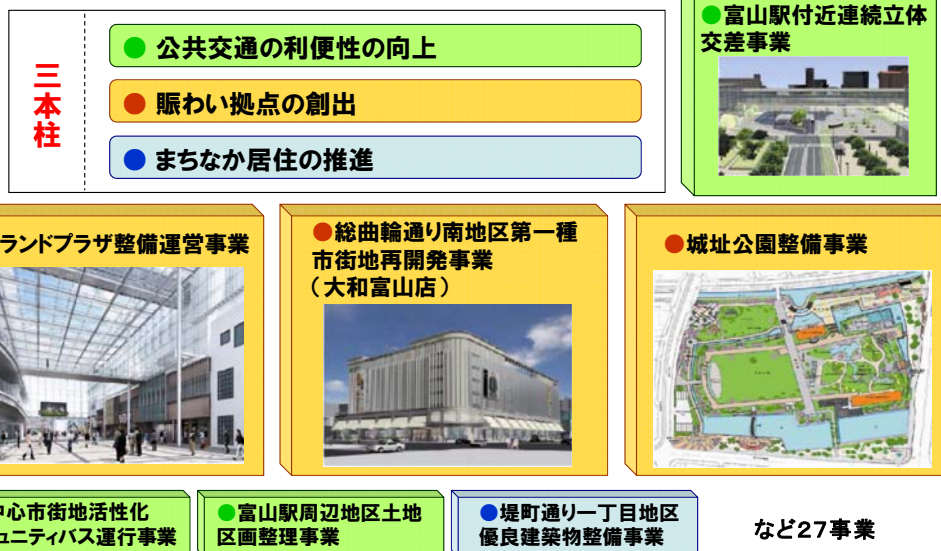 三本柱
● 公共交通の利便性の向上
● 賑わい拠点の創出
● まちなか居住の推進
●富山駅付近連続立体
交差事業
ランドプラザ整備運営事業
●総曲輪通り南地区第一種
市街地再開発事業
（大和富山店）
●城址公園整備事業
中心市街地活性化
ュニティバス運行事業
●富山駅周辺地区土地
区画整理事業
●堤町通り一丁目地区
優良建築物整備事業
など27事業